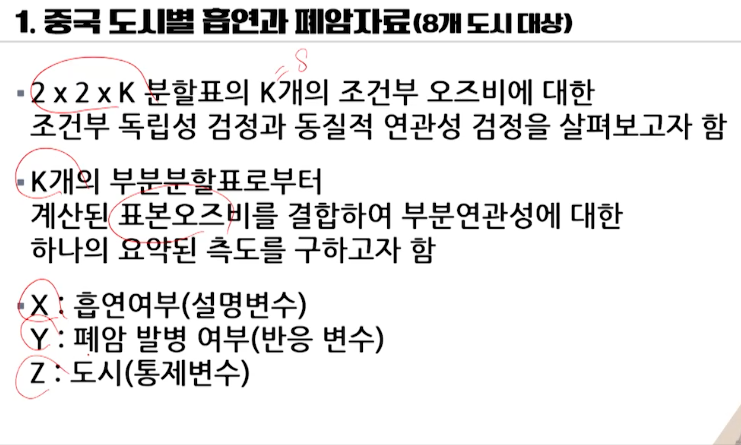 1. 중국 도시별 흡연과 폐암자료(8개 도시 대상)
=8
▪ 2 x 2 x K 분할표의 K개의 조건부 오즈비에 대한
조건부 독립성 검정과 동질적 연관성 검정을 살펴보고자 함
▪ K개의 부분분할표로부터
계산된 표본오즈비를 결합하여 부분연관성에 대한
하나의 요약된 측도를 구하고자 함
▪ X : 흡연여부(설명변수)
Y : 폐암 발병 여부(반응 변수)
Z : 도시(통제변수)